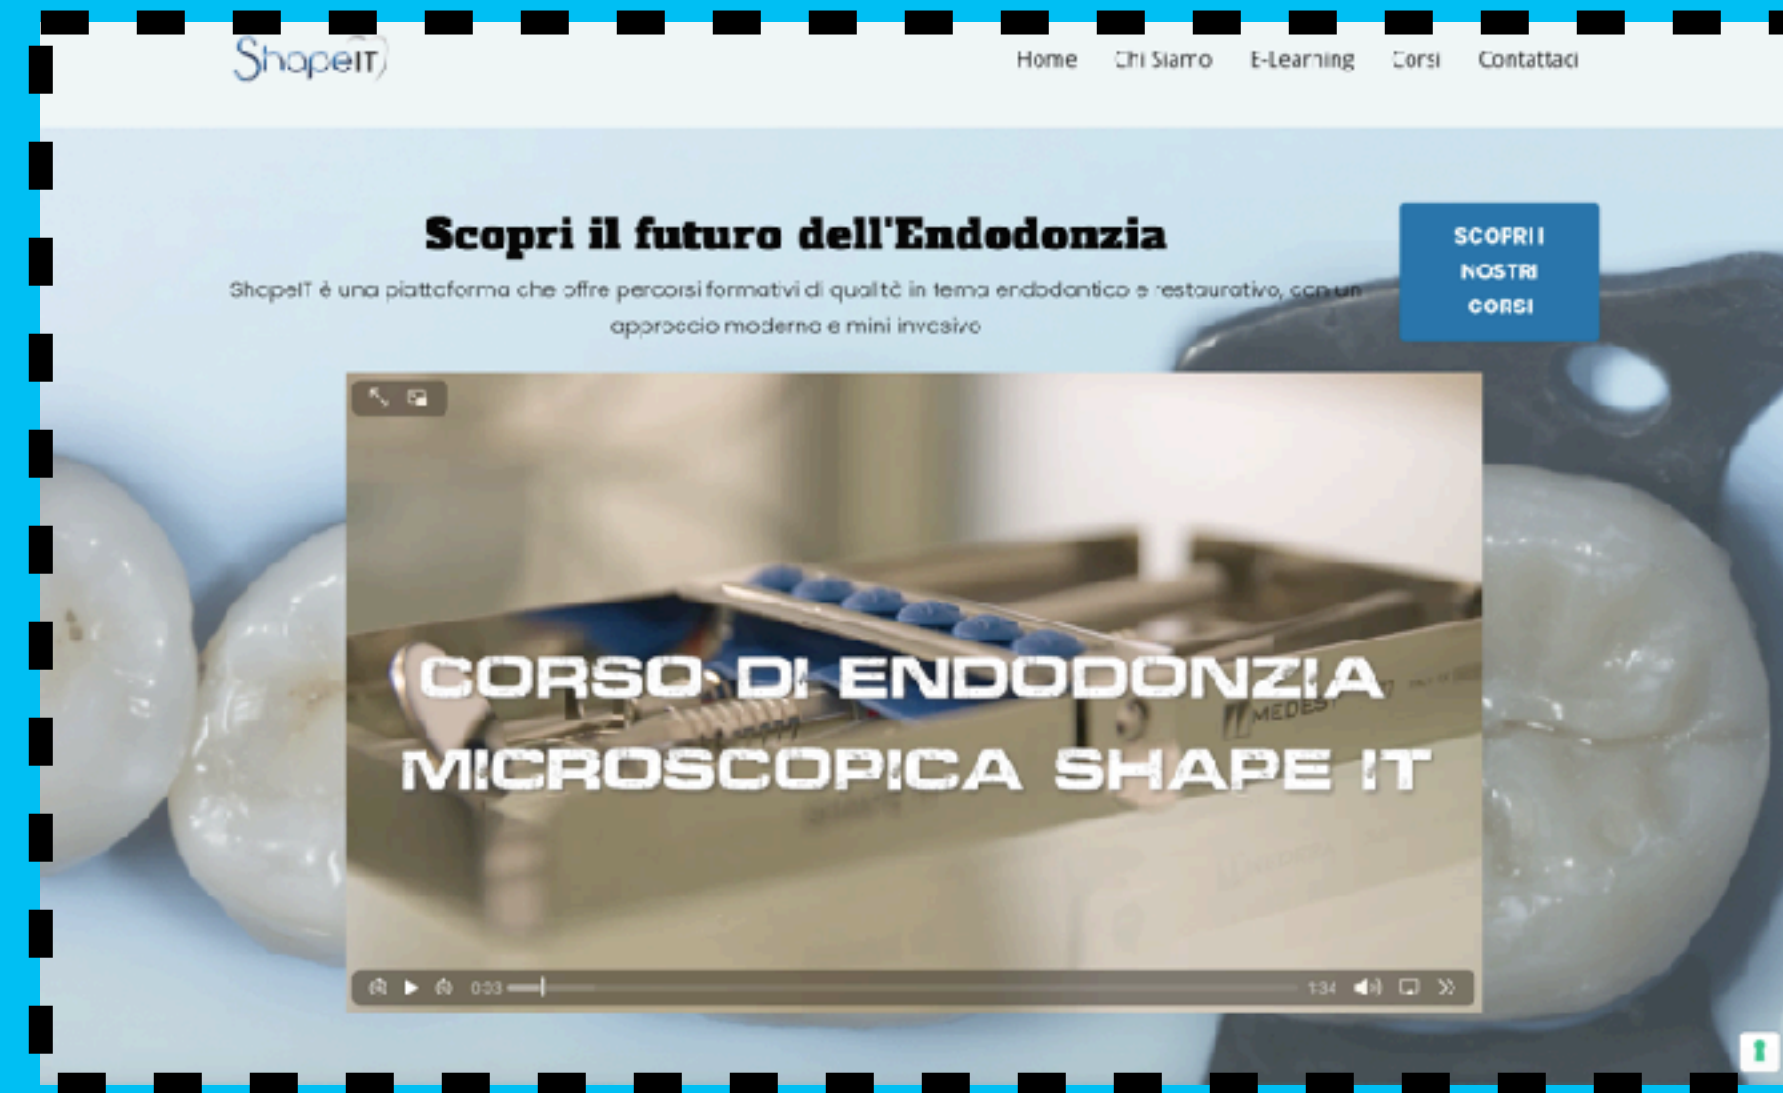 ShapeIT
Home Chi Siamo E-Learning Corsi Contattaci
Scopri il futuro dell'Endodonzia
ShapeIT è una piattaforma che offre percorsi formativi di qualità in tema endodontico e restaurativo, con un
approccio moderno e mini invasivo
SCOPRI I
NOSTRI
CORSI
CORSO DI ENDODONZIA
MEDESY
MICROSCOPICA SHAPE IT
0:03 1:34